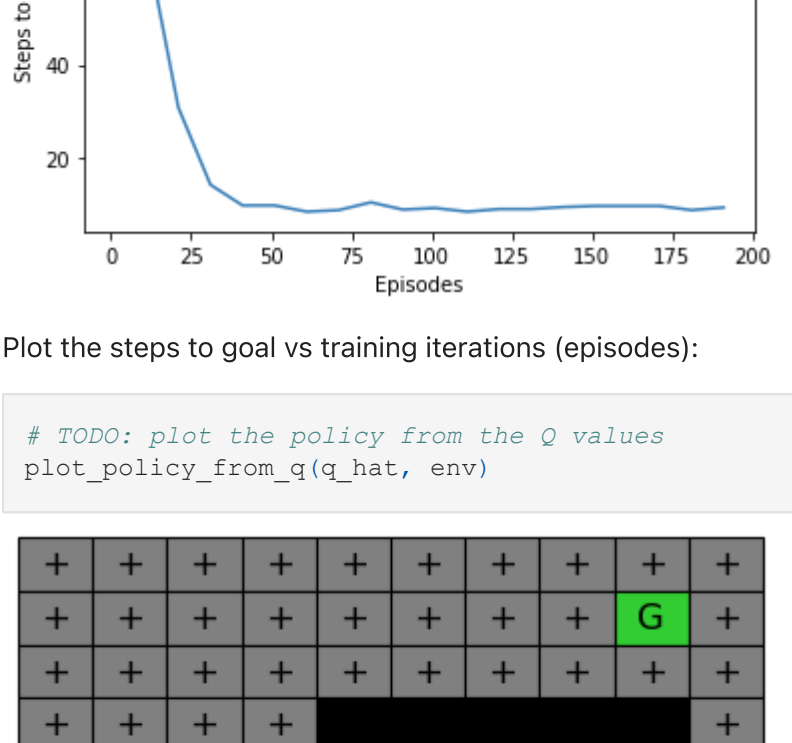 Steps to
40
20
0 25 50 75 100 125 150 175 200
Episodes
Plot the steps to goal vs training iterations (episodes):
# TODO: plot the policy from the Q values
plot_policy_from_q(q_hat, env)
+ + + + + + + + + +
+ + + + + + + + G +
+ + + + + + + + + +
+ + + + +